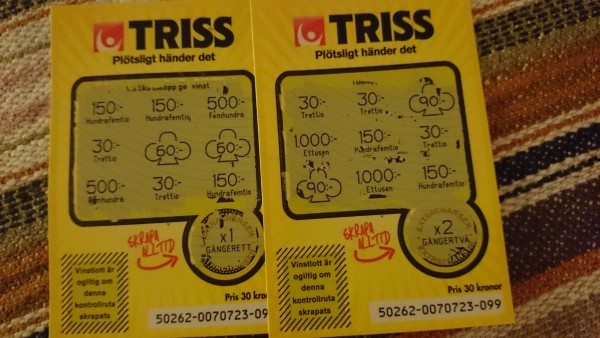 TRISS
Plötsligt händer det
150:- 150:- 500:-
Hundrafemtio Hundrafemtio Femhundra
30:- 60:- 60:-
Trettio
500:- 30:- 150:-
Femhundra Trettio Hundrafemtio
EXTRACHANSEN
x1
GÅNGERETT
SKRAPA ALLTID
Vinstlott är
ogiltig om
denna
kontrollruta
skrapats
Pris 30 kronor
50262-0070723-09
TRISS
Plötsligt händer det
30:- 30:- 90:-
Trettio Trettio
1.000:- 150:- 30:-
Ettusen Hundrafemtio Trettio
90:- 1.000:- 150:-
Ettusen Hundrafemtio
EXTRACHANSEN
x2
GÅNGERTVÅ
SKRAPA ALLTID
Vinstlott är
ogiltig om
denna
kontrollruta
skrapats
Pris 30 kronor
50262-0070723-099